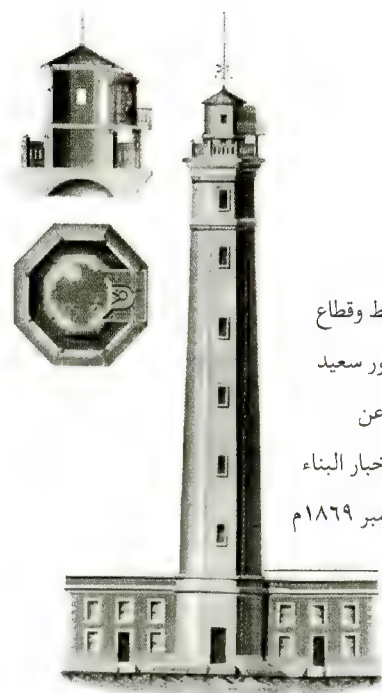 ط وقطاع
ور سعيد
عن
خبار البناء
مبر ١٨٦٩م